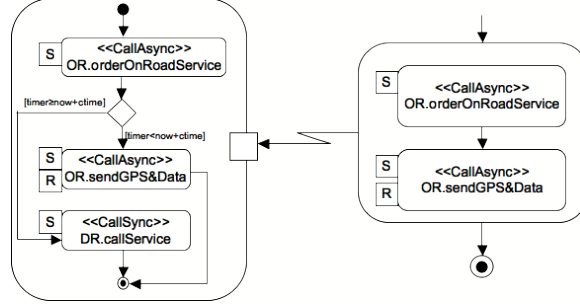 <<CallAsync>>
S
OR.orderOnRoadService
[timer≥now+ctime]
[timer<now+ctime]
S
<<CallAsync>>
R
OR.sendGPS&Data
S
<<CallSync>>
DR.callService
S
<<CallAsync>>
OR.orderOnRoadService
S
<<CallAsync>>
R
OR.sendGPS&Data